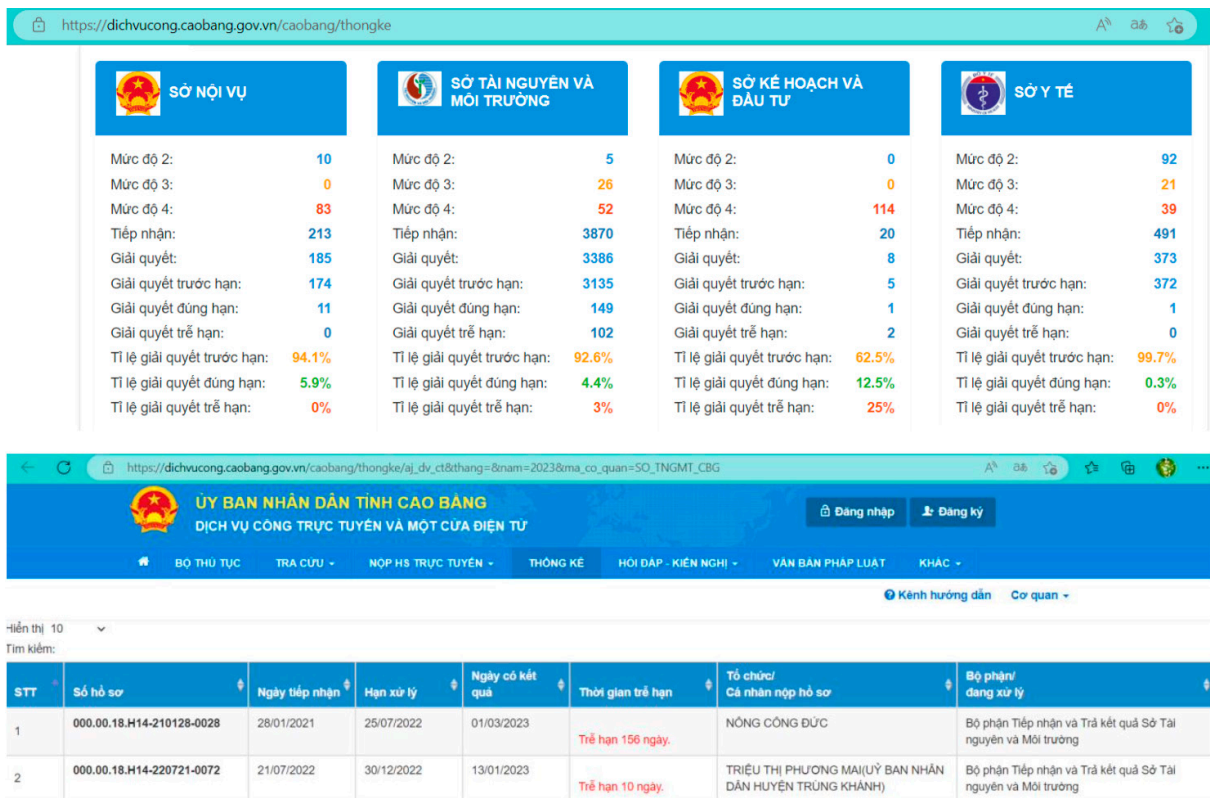 https://dichvucong.caobang.gov.vn/caobang/thongke
SỞ NỘI VỤ
Mức độ 2: 10
Mức độ 3: 0
Mức độ 4: 83
Tiếp nhận: 213
Giải quyết: 185
Giải quyết trước hạn: 174
Giải quyết đúng hạn: 11
Giải quyết trễ hạn: 0
Tỉ lệ giải quyết trước hạn: 94.1%
Tỉ lệ giải quyết đúng hạn: 5.9%
Tỉ lệ giải quyết trễ hạn: 0%
SỞ TÀI NGUYÊN VÀ
MÔI TRƯỜNG
Mức độ 2: 5
Mức độ 3: 26
Mức độ 4: 52
Tiếp nhận: 3870
Giải quyết: 3386
Giải quyết trước hạn: 3135
Giải quyết đúng hạn: 149
Giải quyết trễ hạn: 102
Tỉ lệ giải quyết trước hạn: 92.6%
Tỉ lệ giải quyết đúng hạn: 4.4%
Tỉ lệ giải quyết trễ hạn: 3%
SỞ KẾ HOẠCH VÀ
ĐẦU TƯ
Mức độ 2: 0
Mức độ 3: 0
Mức độ 4: 114
Tiếp nhận: 20
Giải quyết: 8
Giải quyết trước hạn: 5
Giải quyết đúng hạn: 1
Giải quyết trễ hạn: 2
Tỉ lệ giải quyết trước hạn: 62.5%
Tỉ lệ giải quyết đúng hạn: 12.5%
Tỉ lệ giải quyết trễ hạn: 25%
SỞ Y TẾ
Mức độ 2: 92
Mức độ 3: 21
Mức độ 4: 39
Tiếp nhận: 491
Giải quyết: 373
Giải quyết trước hạn: 372
Giải quyết đúng hạn: 1
Giải quyết trễ hạn: 0
Tỉ lệ giải quyết trước hạn: 99.7%
Tỉ lệ giải quyết đúng hạn: 0.3%
Tỉ lệ giải quyết trễ hạn: 0%
https://dichvucong.caobang.gov.vn/caobang/thongke/aj_dv_ct&thang=&nam=2023&ma_co_quan=SO_TNGMT_CBG
ỦY BAN NHÂN DÂN TỈNH CAO BẰNG
DỊCH VỤ CÔNG TRỰC TUYẾN VÀ MỘT CỬA ĐIỆN TỬ
Đăng nhập Đăng ký
BỘ THỦ TỤC TRA CỨU NỘP HS TRỰC TUYẾN THỐNG KÊ HỎI ĐÁP - KIẾN NGHỊ VĂN BẢN PHÁP LUẬT KHÁC
Kênh hướng dẫn Cơ quan
Hiển thị 10
Tìm kiếm:
STT Số hồ sơ Ngày tiếp nhận Hạn xử lý Ngày có kết quả Thời gian trễ hạn Tổ chức/ Cá nhân nộp hồ sơ Bộ phận/ đang xử lý
1 000.00.18.H14-210128-0028 28/01/2021 25/07/2022 01/03/2023 Trễ hạn 156 ngày. NÔNG CÔNG ĐỨC Bộ phận Tiếp nhận và Trả kết quả Sở Tài
nguyên và Môi trường
2 000.00.18.H14-220721-0072 21/07/2022 30/12/2022 13/01/2023 Trễ hạn 10 ngày. TRIỆU THỊ PHƯƠNG MAI(UỶ BAN NHÂN
DÂN HUYỆN TRÙNG KHÁNH) Bộ phận Tiếp nhận và Trả kết quả Sở Tài
nguyên và Môi trường